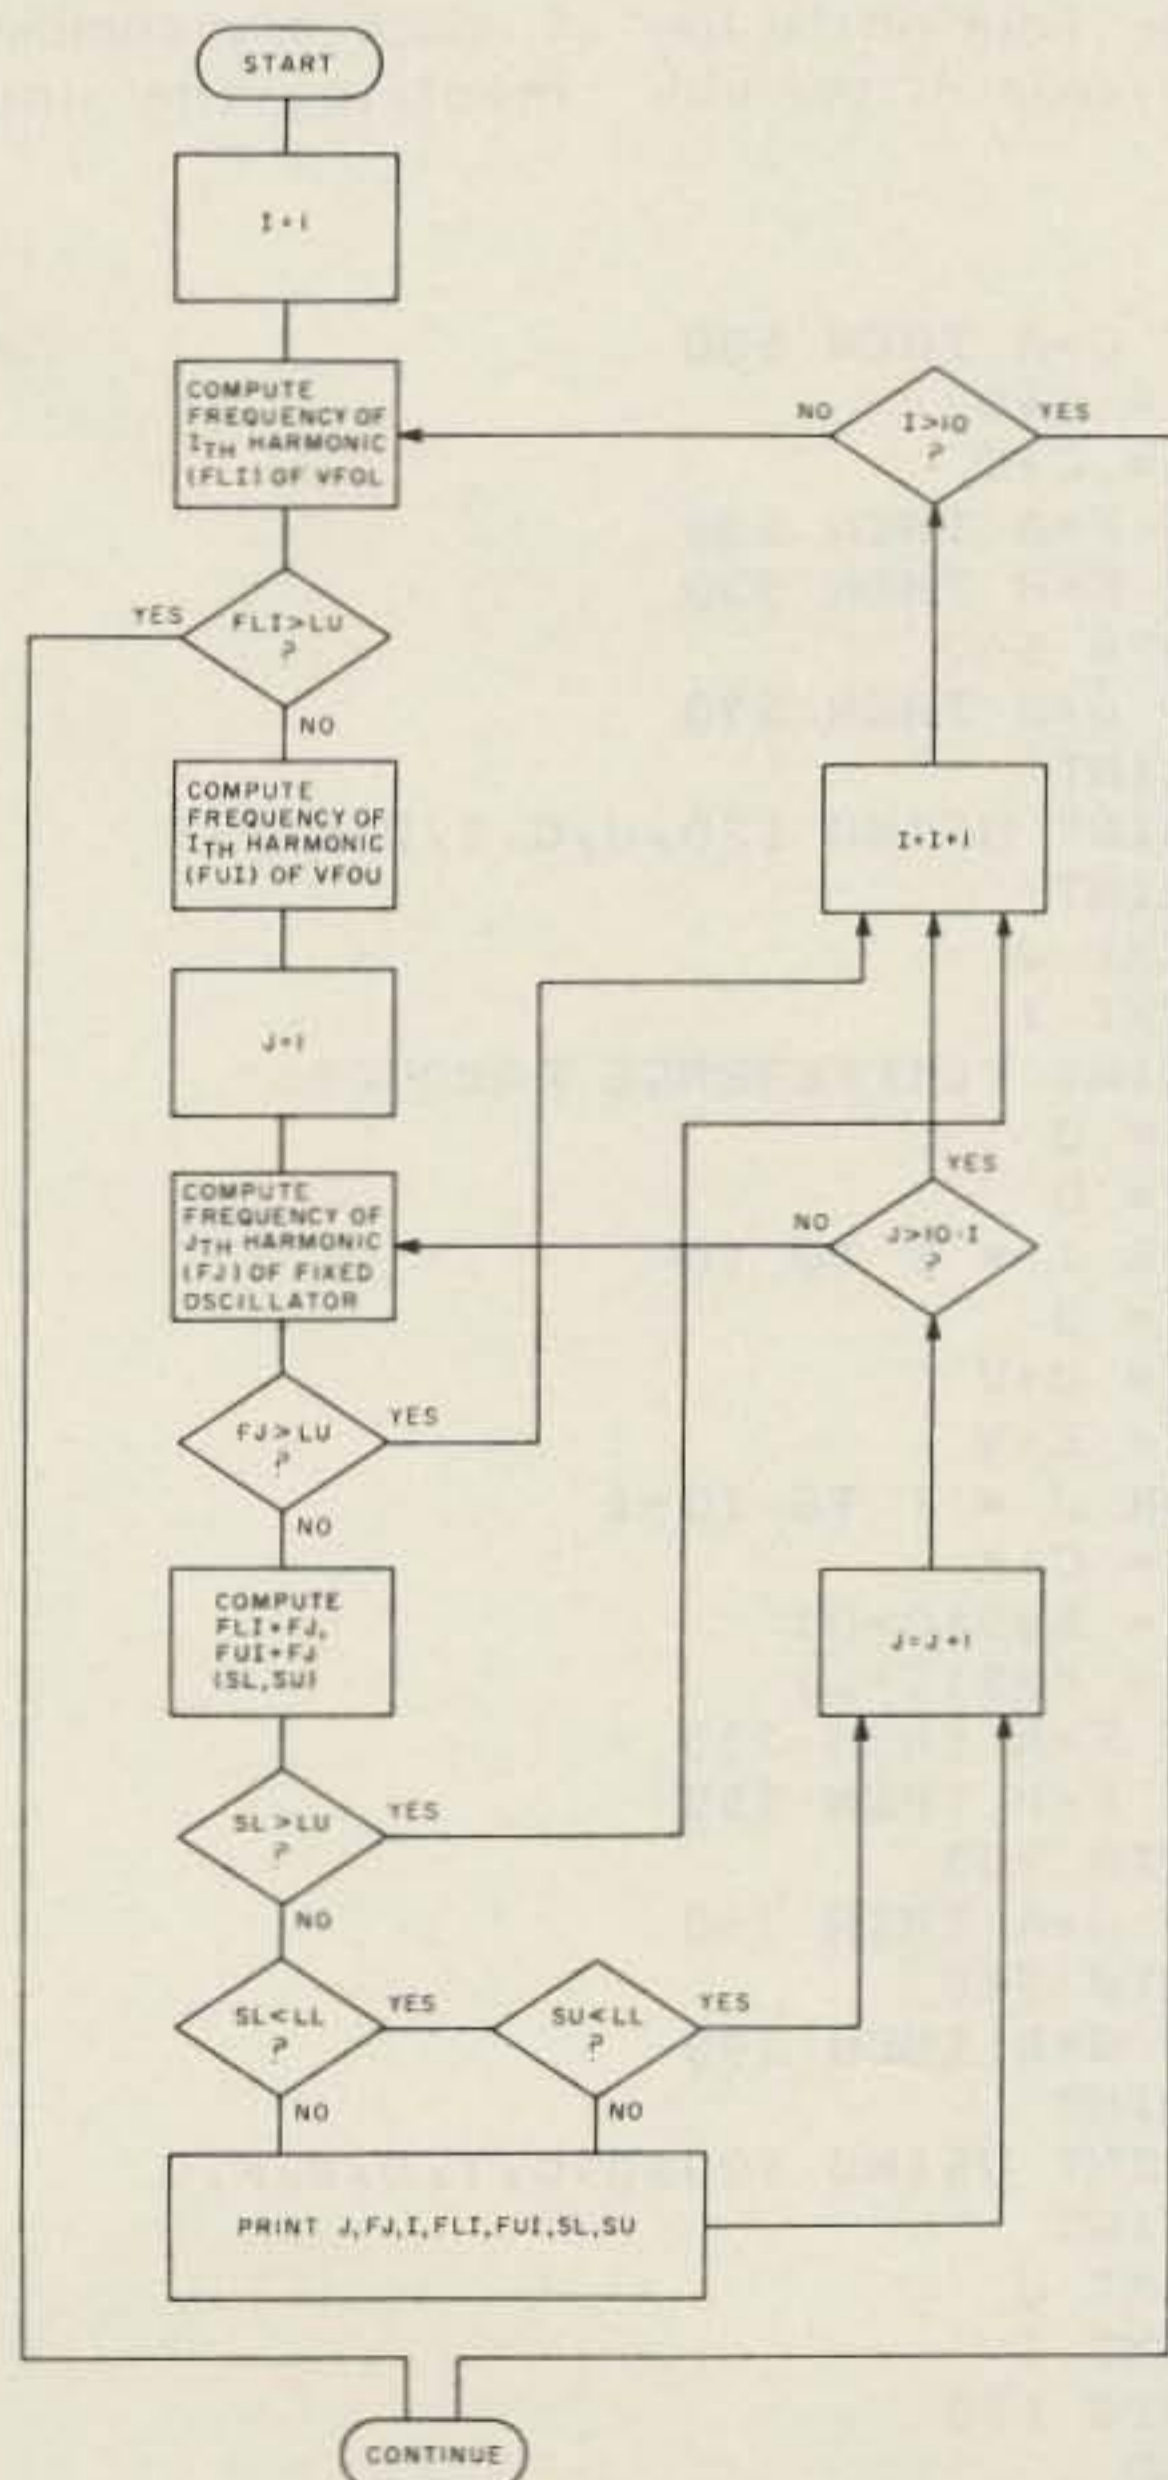 START
I=1
COMPUTE
FREQUENCY OF
ITH HARMONIC
(FLI) OF VFOL
NO
I>10
?
YES
YES
FLI>LU
?
NO
COMPUTE
FREQUENCY OF
ITH HARMONIC
(FUI) OF VFOU
I=I+1
J=1
COMPUTE
FREQUENCY OF
JTH HARMONIC
(FJ) OF FIXED
OSCILLATOR
YES
NO
J>10-I
?
FJ>LU
?
YES
NO
COMPUTE
FLI+FJ,
FUI+FJ
(SL,SU)
J=J+1
SL>LU
?
YES
NO
SL<LL
?
YES
SU<LL
?
YES
NO
NO
PRINT J,FJ,I,FLI,FUI,SL,SU
CONTINUE